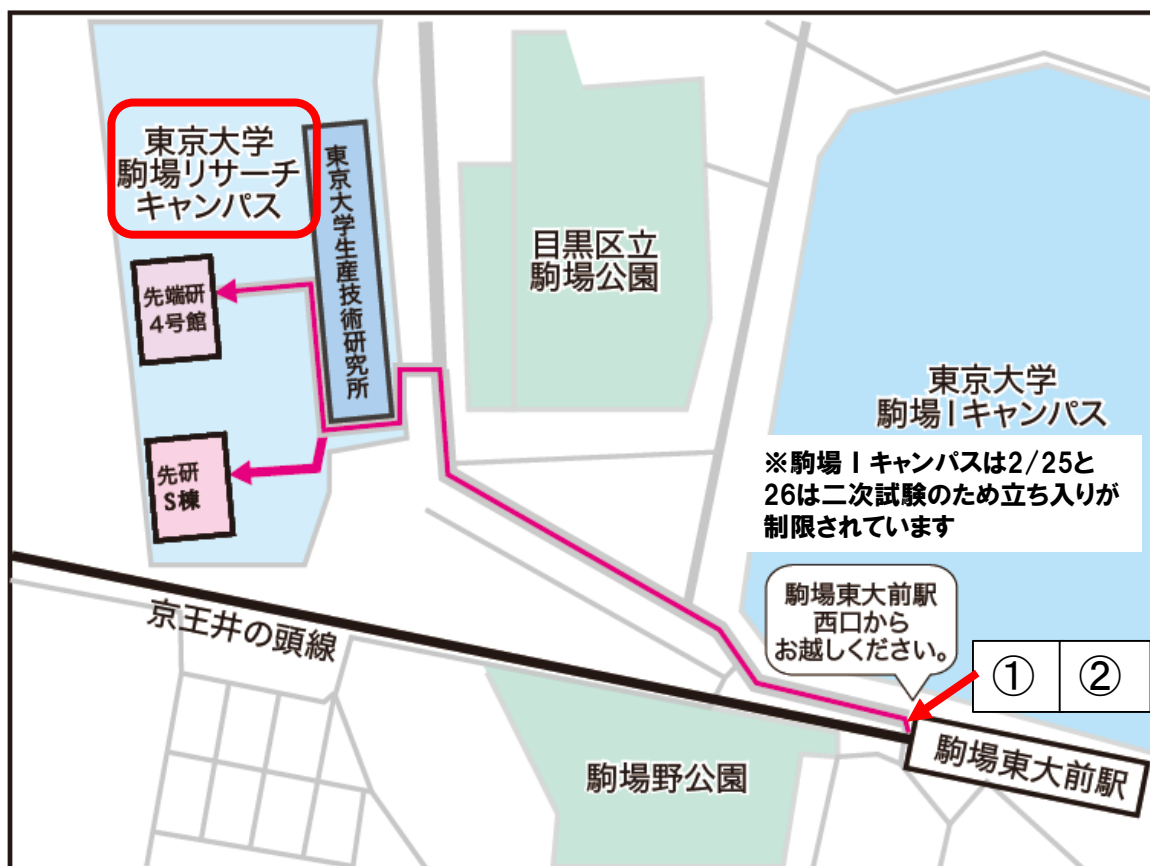 東京大学
駒場リサーチ
キャンパス
東京大学生産技術研究所
先端研
4号館
先研
S棟
目黒区立
駒場公園
東京大学
駒場Iキャンパス
※駒場Ⅰキャンパスは2/25と
26は二次試験のため立ち入りが
制限されています
駒場東大前駅
西口から
お越しください。
① ②
京王井の頭線
駒場野公園
駒場東大前駅